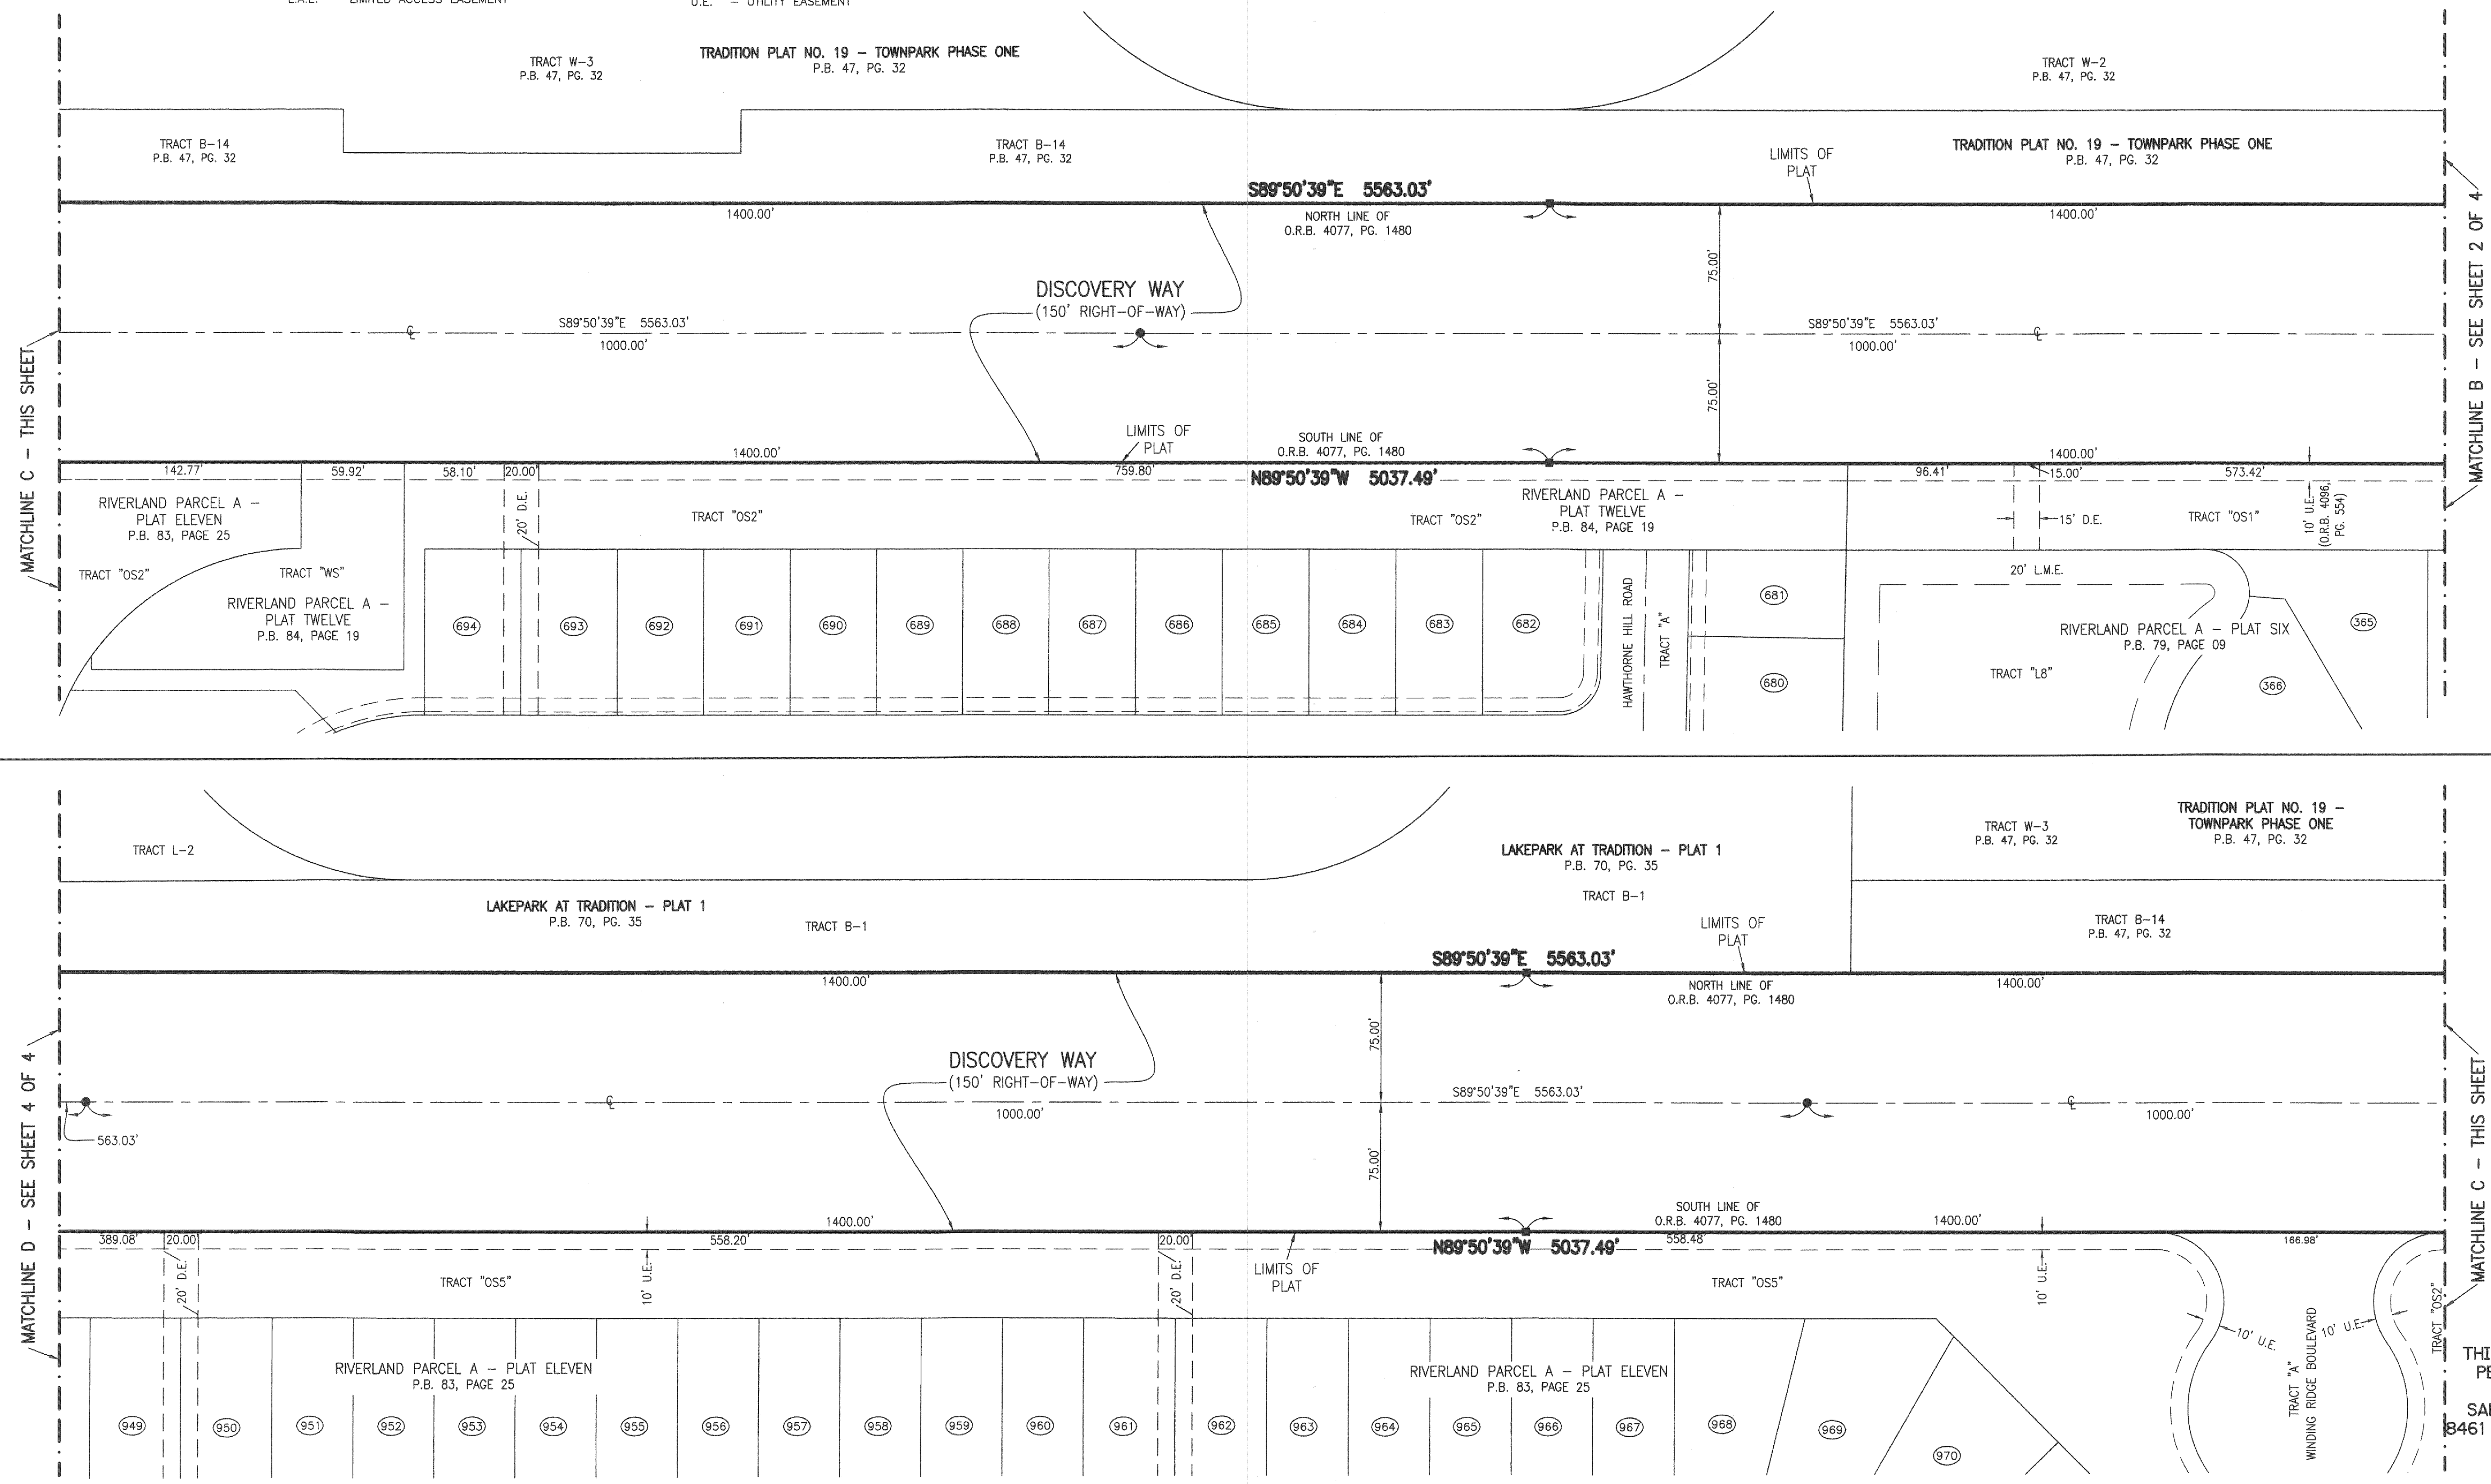 U.E. – UTILITY EASEMENT
TRACT W–3
P.B. 47, PG. 32
TRADITION PLAT NO. 19 – TOWNPARK PHASE ONE
P.B. 47, PG. 32
TRACT W–2
P.B. 47, PG. 32
TRACT B–14
P.B. 47, PG. 32
TRACT B–14
P.B. 47, PG. 32
LIMITS OF
PLAT
TRADITION PLAT NO. 19 – TOWNPARK PHASE ONE
P.B. 47, PG. 32
S89°50'39"E 5563.03'
1400.00'
NORTH LINE OF
O.R.B. 4077, PG. 1480
1400.00'
75.00'
DISCOVERY WAY
(150' RIGHT-OF-WAY)
S89°50'39"E 5563.03'
1000.00'
S89°50'39"E 5563.03'
1000.00'
75.00'
MATCHLINE C - THIS SHEET
MATCHLINE B - SEE SHEET 2 OF 4
LIMITS OF
PLAT
SOUTH LINE OF
O.R.B. 4077, PG. 1480
1400.00'
1400.00'
142.77'
59.92'
58.10'
20.00'
759.80'
N89°50'39"W 5037.49'
96.41'
15.00'
573.42'
RIVERLAND PARCEL A –
PLAT ELEVEN
P.B. 83, PAGE 25
20' D.E.
TRACT "OS2"
TRACT "OS2"
RIVERLAND PARCEL A –
PLAT TWELVE
P.B. 84, PAGE 19
15' D.E.
TRACT "OS1"
10' U.E.
(O.R.B. 4096,
PG. 554)
TRACT "OS2"
TRACT "WS"
RIVERLAND PARCEL A –
PLAT TWELVE
P.B. 84, PAGE 19
694
693
692
691
690
689
688
687
686
685
684
683
682
HAWTHORNE HILL ROAD
TRACT "A"
681
680
20' L.M.E.
RIVERLAND PARCEL A – PLAT SIX
P.B. 79, PAGE 09
TRACT "L8"
365
366
TRACT L–2
LAKEPARK AT TRADITION – PLAT 1
P.B. 70, PG. 35
TRACT B–1
LAKEPARK AT TRADITION – PLAT 1
P.B. 70, PG. 35
TRACT B–1
TRACT W–3
P.B. 47, PG. 32
TRADITION PLAT NO. 19 –
TOWNPARK PHASE ONE
P.B. 47, PG. 32
LIMITS OF
PLAT
TRACT B–14
P.B. 47, PG. 32
S89°50'39"E 5563.03'
1400.00'
NORTH LINE OF
O.R.B. 4077, PG. 1480
1400.00'
75.00'
DISCOVERY WAY
(150' RIGHT-OF-WAY)
563.03'
1000.00'
S89°50'39"E 5563.03'
1000.00'
75.00'
MATCHLINE D - SEE SHEET 4 OF 4
MATCHLINE C - THIS SHEET
1400.00'
SOUTH LINE OF
O.R.B. 4077, PG. 1480
1400.00'
389.08'
20.00'
558.20'
20.00'
N89°50'39"W 5037.49'
558.48'
166.98'
20' D.E.
TRACT "OS5"
10' U.E.
20' D.E.
LIMITS OF
PLAT
TRACT "OS5"
10' U.E.
10' U.E.
10' U.E.
TRACT "A"
WINDING RIDGE BOULEVARD
TRACT "OS2"
RIVERLAND PARCEL A – PLAT ELEVEN
P.B. 83, PAGE 25
RIVERLAND PARCEL A – PLAT ELEVEN
P.B. 83, PAGE 25
949
950
951
952
953
954
955
956
957
958
959
960
961
962
963
964
965
966
967
968
969
970
8461